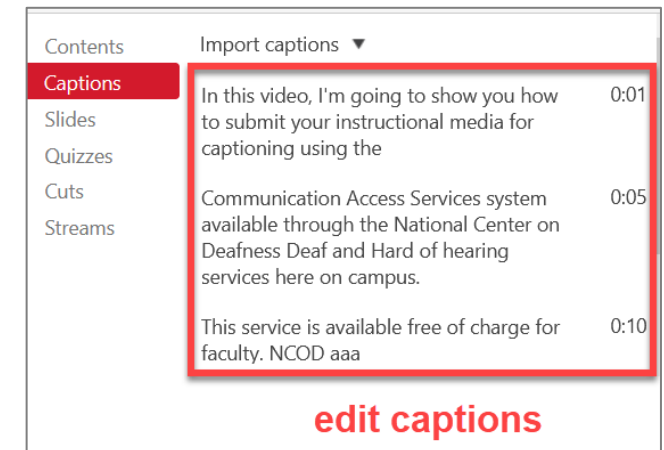 Contents
Captions
Slides
Quizzes
Cuts
Streams
Import captions ▼
In this video, I'm going to show you how 0:01
to submit your instructional media for
captioning using the
Communication Access Services system 0:05
available through the National Center on
Deafness Deaf and Hard of hearing
services here on campus.
This service is available free of charge for 0:10
faculty. NCOD aaa
edit captions